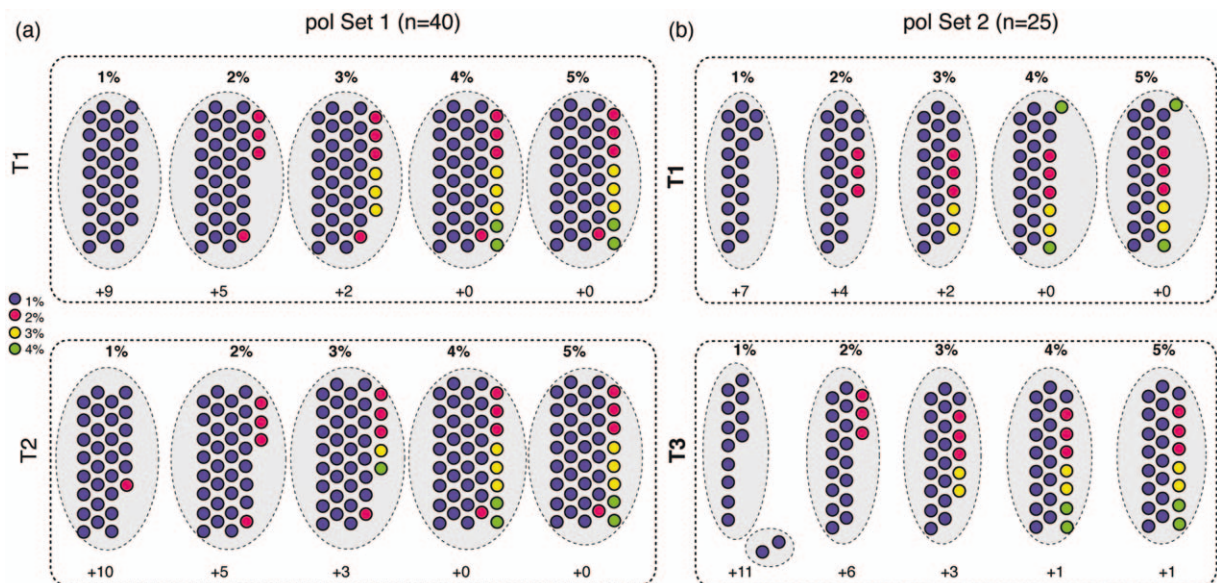 (a)
pol Set 1 (n=40)
T1
1% 2% 3% 4% 5%
+9 +5 +2 +0 +0
1%
2%
3%
4%
T2
1% 2% 3% 4% 5%
+10 +5 +3 +0 +0
(b)
pol Set 2 (n=25)
T1
1% 2% 3% 4% 5%
+7 +4 +2 +0 +0
T3
1% 2% 3% 4% 5%
+11 +6 +3 +1 +1